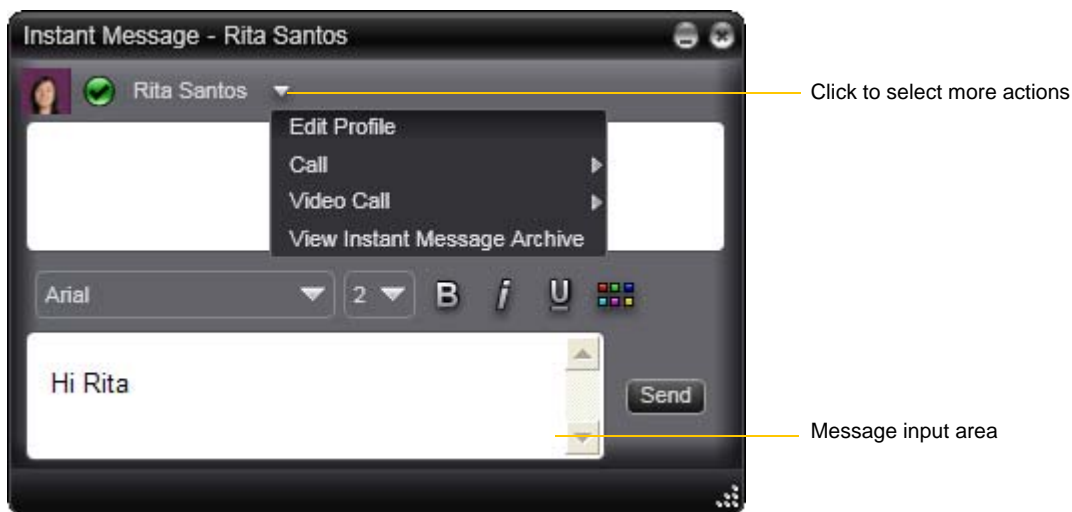 Instant Message - Rita Santos
Rita Santos
Click to select more actions
Edit Profile
Call
Video Call
View Instant Message Archive
Arial
2
B i U
Hi Rita
Send
Message input area